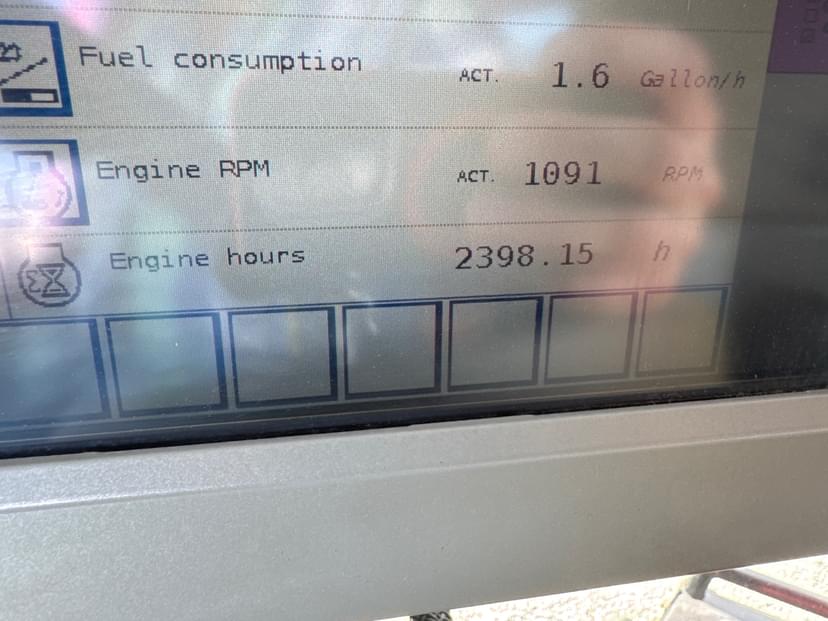 Fuel consumption ACT. 1.6 Gallon/h
Engine RPM ACT. 1091 RPM
Engine hours 2398.15 h